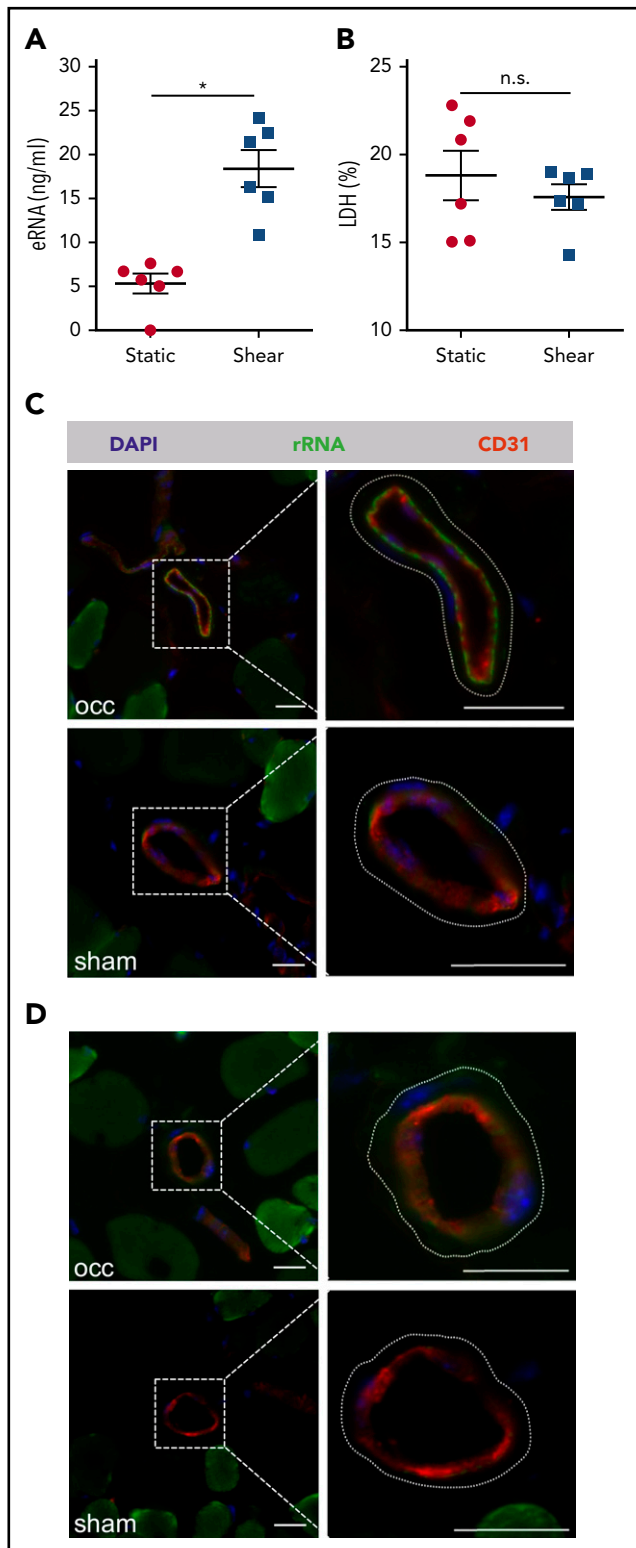 A
eRNA (ng/ml)
30
25
20
15
10
5
0
*
Static
Shear
B
LDH (%)
25
20
15
10
n.s.
Static
Shear
C
DAPI rRNA CD31
occ
sham
D
occ
sham